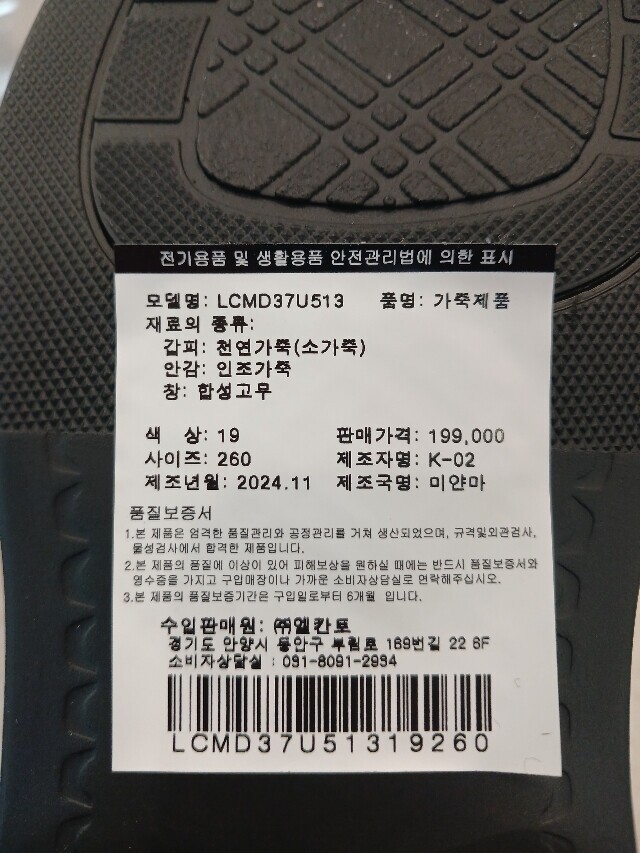 전기용품 및 생활용품 안전관리법에 의한 표시
모델명: LCMD37U513 품명: 가죽제품
재료의 종류:
갑피: 천연가죽(소가죽)
안감: 인조가죽
창: 합성고무
색 상: 19 판매가격: 199,000
사이즈: 260 제조자명: K-02
제조년월: 2024.11 제조국명: 미얀마
품질보증서
1.본 제품은 엄격한 품질관리와 공정관리를 거쳐 생산되었으며, 규격및외관검사,
물성검사에서 합격한 제품입니다.
2.본 제품의 품질에 이상이 있어 피해보상을 원하실 때에는 반드시 품질보증서와
영수증을 가지고 구입매장이나 가까운 소비자상담실로 연락해주십시오.
3.본 제품의 품질보증기간은 구입일로부터 6개월 입니다.
수입판매원: ㈜엘칸토
경기도 안양시 동안구 부림로 169번길 22 6F
소비자상담실 : 031-8091-2934
LCMD37U51319260